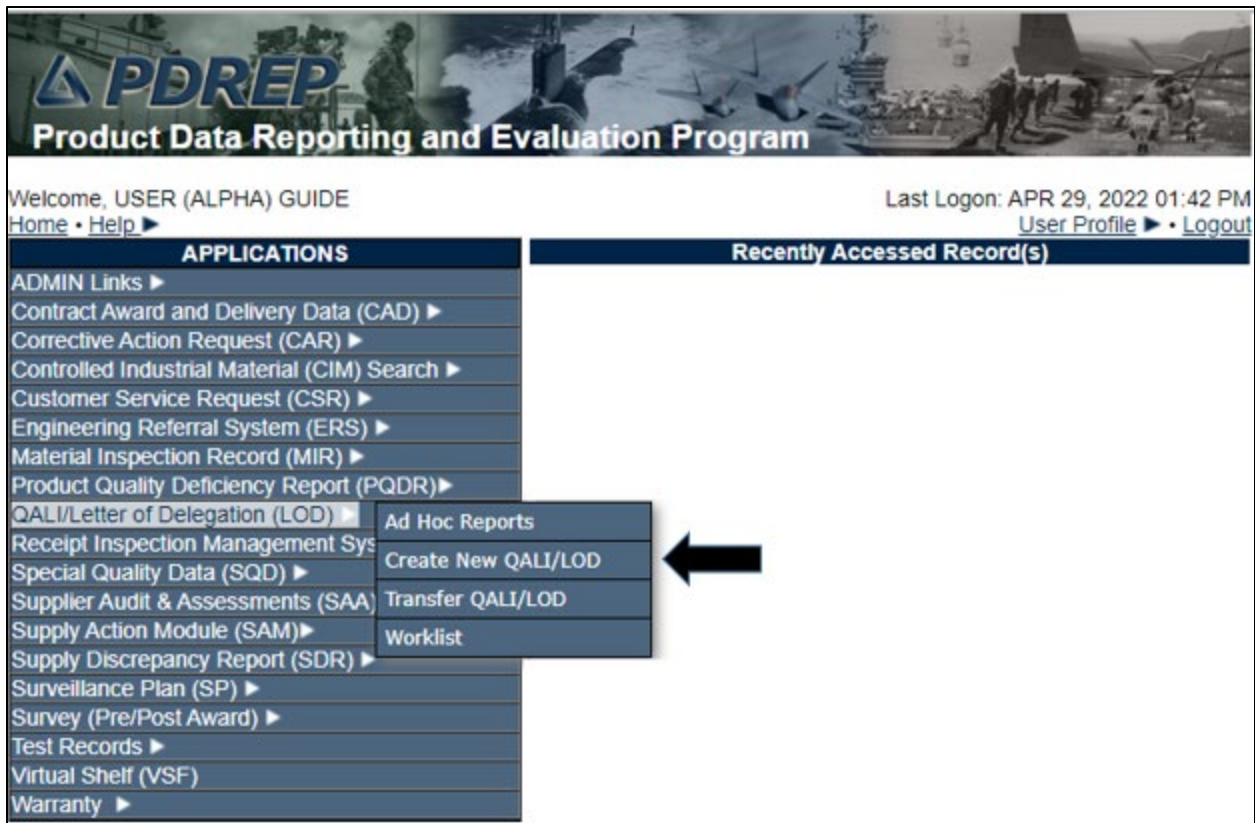 PDREP
Product Data Reporting and Evaluation Program
Welcome, USER (ALPHA) GUIDE
Last Logon: APR 29, 2022 01:42 PM
Home • Help ►
User Profile ► • Logout
APPLICATIONS
Recently Accessed Record(s)
ADMIN Links ►
Contract Award and Delivery Data (CAD) ►
Corrective Action Request (CAR) ►
Controlled Industrial Material (CIM) Search ►
Customer Service Request (CSR) ►
Engineering Referral System (ERS) ►
Material Inspection Record (MIR) ►
Product Quality Deficiency Report (PQDR)►
QALI/Letter of Delegation (LOD) ►
Ad Hoc Reports
Create New QALI/LOD
Transfer QALI/LOD
Worklist
Receipt Inspection Management Sys
Special Quality Data (SQD) ►
Supplier Audit & Assessments (SAA)
Supply Action Module (SAM)►
Supply Discrepancy Report (SDR) ►
Surveillance Plan (SP) ►
Survey (Pre/Post Award) ►
Test Records ►
Virtual Shelf (VSF)
Warranty ►